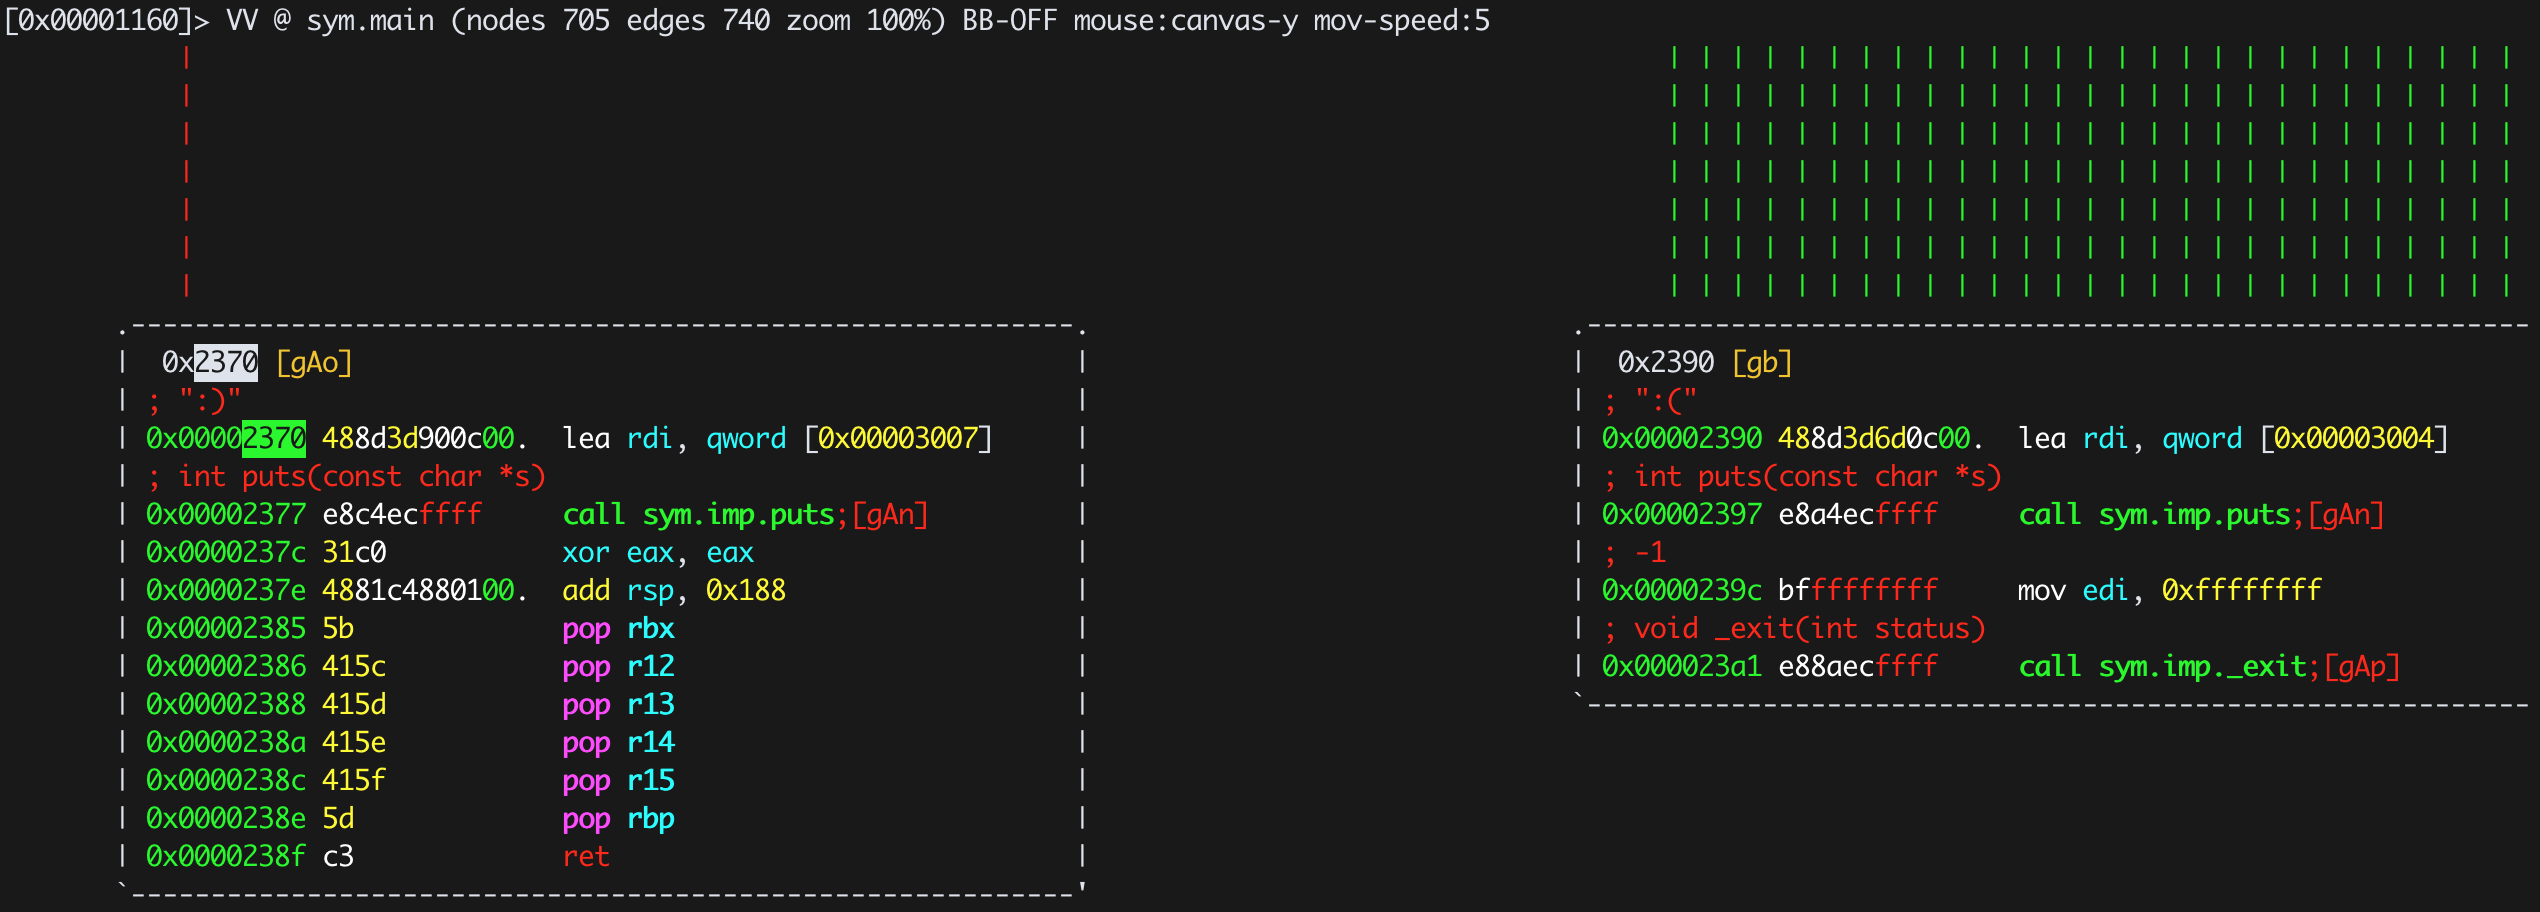 [0x00001160]> VV @ sym.main (nodes 705 edges 740 zoom 100%) BB-OFF mouse:canvas-y mov-speed:5
0x2370 [gAo]
; ":)"
0x00002370 488d3d900c00.  lea rdi, qword [0x00003007]
; int puts(const char *s)
0x00002377 e8c4ecffff     call sym.imp.puts;[gAn]
0x0000237c 31c0           xor eax, eax
0x0000237e 4881c4880100.  add rsp, 0x188
0x00002385 5b             pop rbx
0x00002386 415c           pop r12
0x00002388 415d           pop r13
0x0000238a 415e           pop r14
0x0000238c 415f           pop r15
0x0000238e 5d             pop rbp
0x0000238f c3             ret
0x2390 [gb]
; ":("
0x00002390 488d3d6d0c00.  lea rdi, qword [0x00003004]
; int puts(const char *s)
0x00002397 e8a4ecffff     call sym.imp.puts;[gAn]
; -1
0x0000239c bfffffffff     mov edi, 0xffffffff
; void _exit(int status)
0x000023a1 e88aecffff     call sym.imp._exit;[gAp]